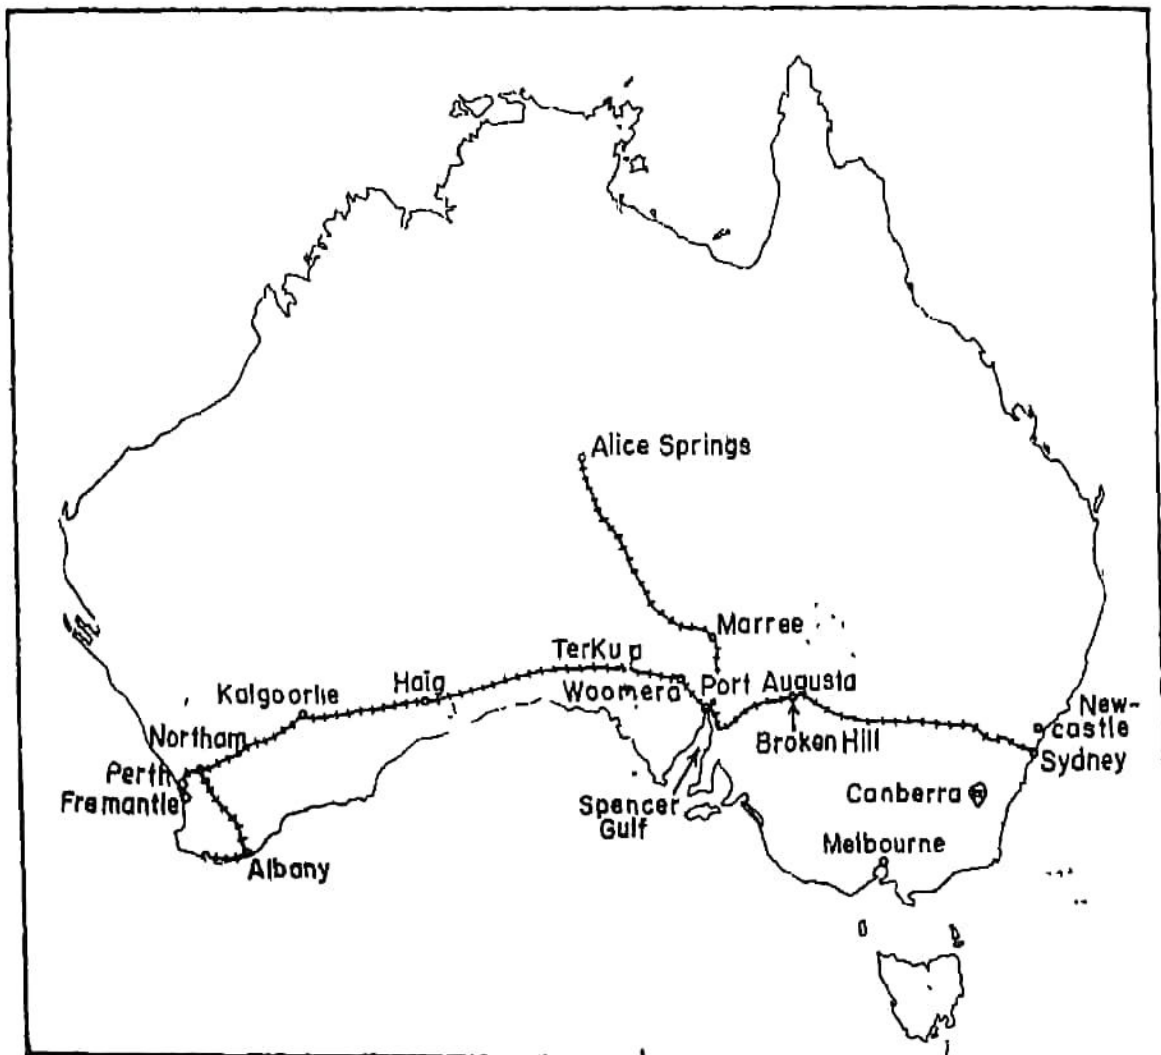 Alice Springs
Marree
TerKup
Woomera
Port Augusta
Haig
Kalgoorlie
Northam
Perth
Fremantle
Albany
Broken Hill
New-
castle
Sydney
Canberra
Spencer
Gulf
Melbourne